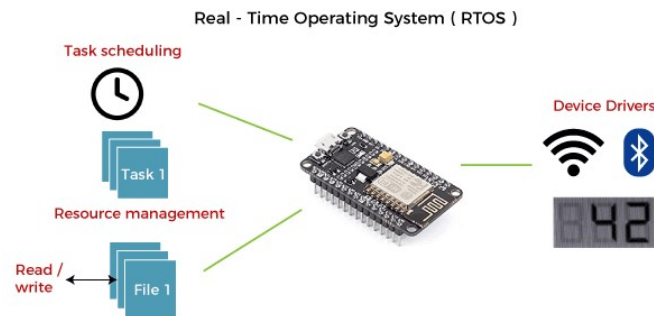 Real - Time Operating System ( RTOS )
Task scheduling
Task 1
Resource management
Read /
write
File 1
Device Drivers
42